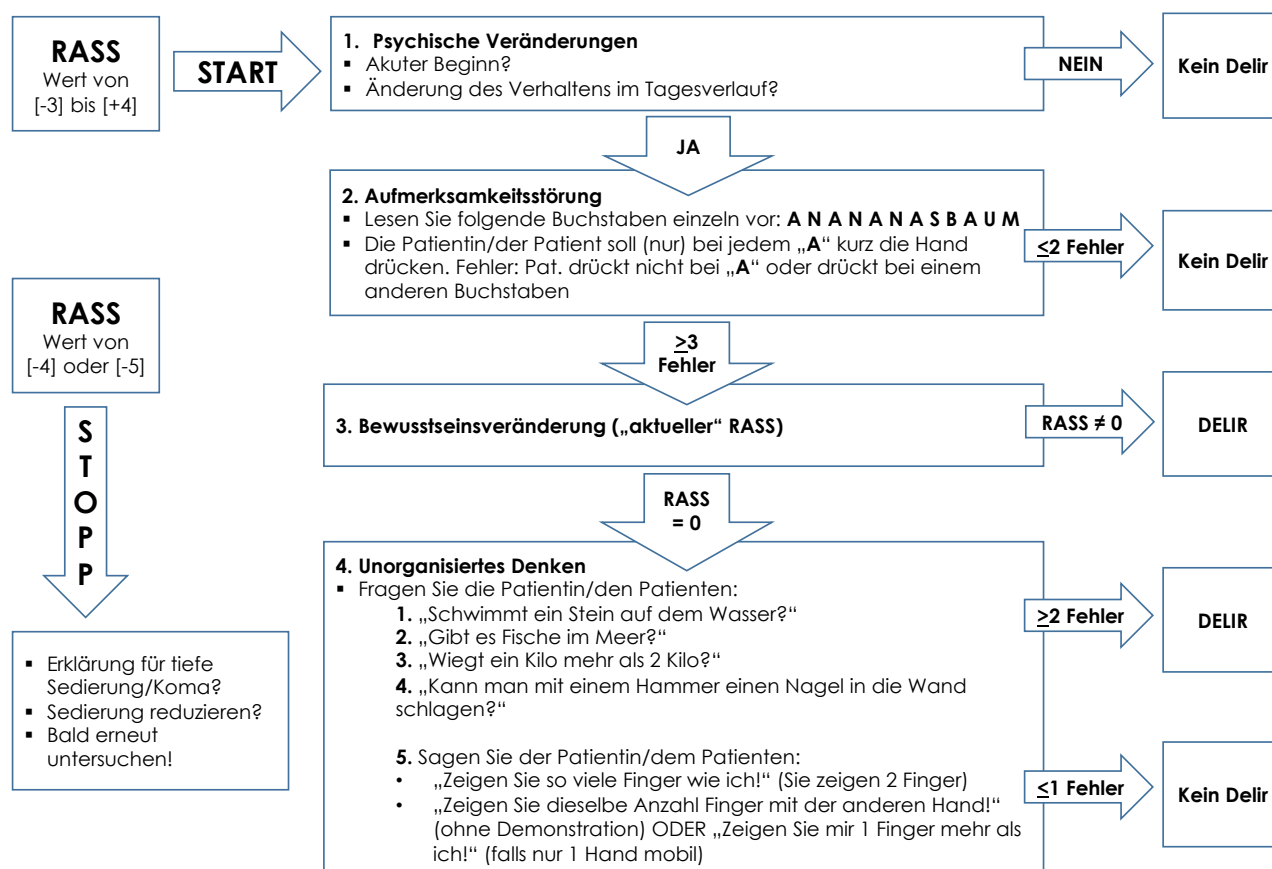 RASS
Wert von
[-3] bis [+4]
START
1. Psychische Veränderungen
▪ Akuter Beginn?
▪ Änderung des Verhaltens im Tagesverlauf?
NEIN
Kein Delir
JA
2. Aufmerksamkeitsstörung
▪ Lesen Sie folgende Buchstaben einzeln vor: A N A N A N A S B A U M
▪ Die Patientin/der Patient soll (nur) bei jedem „A“ kurz die Hand
drücken. Fehler: Pat. drückt nicht bei „A“ oder drückt bei einem
anderen Buchstaben
≤2 Fehler
Kein Delir
RASS
Wert von
[-4] oder [-5]
≥3
Fehler
STOPP
3. Bewusstseinsveränderung („aktueller“ RASS)
RASS ≠ 0
DELIR
RASS
= 0
4. Unorganisiertes Denken
▪ Fragen Sie die Patientin/den Patienten:
1. „Schwimmt ein Stein auf dem Wasser?“
2. „Gibt es Fische im Meer?“
3. „Wiegt ein Kilo mehr als 2 Kilo?“
4. „Kann man mit einem Hammer einen Nagel in die Wand
schlagen?“
5. Sagen Sie der Patientin/dem Patienten:
• „Zeigen Sie so viele Finger wie ich!“ (Sie zeigen 2 Finger)
• „Zeigen Sie dieselbe Anzahl Finger mit der anderen Hand!“
(ohne Demonstration) ODER „Zeigen Sie mir 1 Finger mehr als
ich!“ (falls nur 1 Hand mobil)
≥2 Fehler
DELIR
≤1 Fehler
Kein Delir
▪ Erklärung für tiefe
Sedierung/Koma?
▪ Sedierung reduzieren?
▪ Bald erneut
untersuchen!